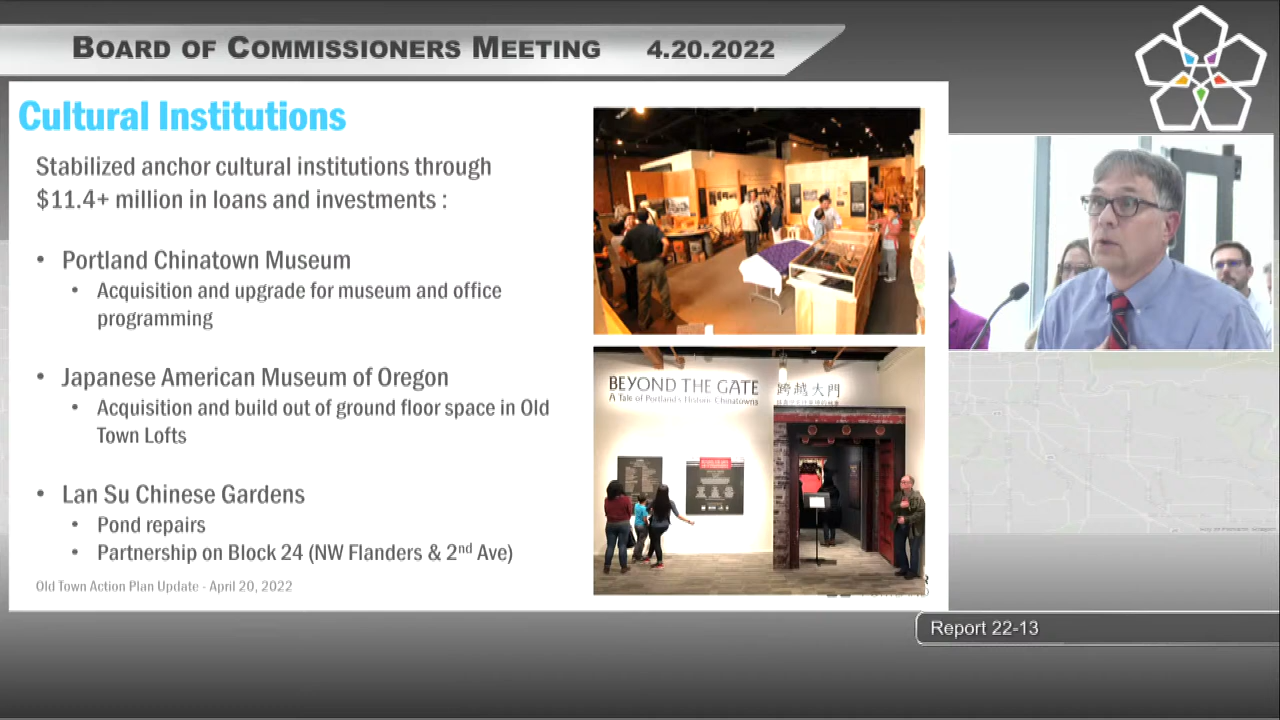 BOARD OF COMMISSIONERS MEETING 4.20.2022
Cultural Institutions
Stabilized anchor cultural institutions through
$11.4+ million in loans and investments :
• Portland Chinatown Museum
• Acquisition and upgrade for museum and office
programming
• Japanese American Museum of Oregon
• Acquisition and build out of ground floor space in Old
Town Lofts
• Lan Su Chinese Gardens
• Pond repairs
• Partnership on Block 24 (NW Flanders & 2nd Ave)
Old Town Action Plan Update - April 20, 2022
BEYOND THE GATE 跨越大門
A Tale of Portland's Historic Chinatowns
Report 22-13